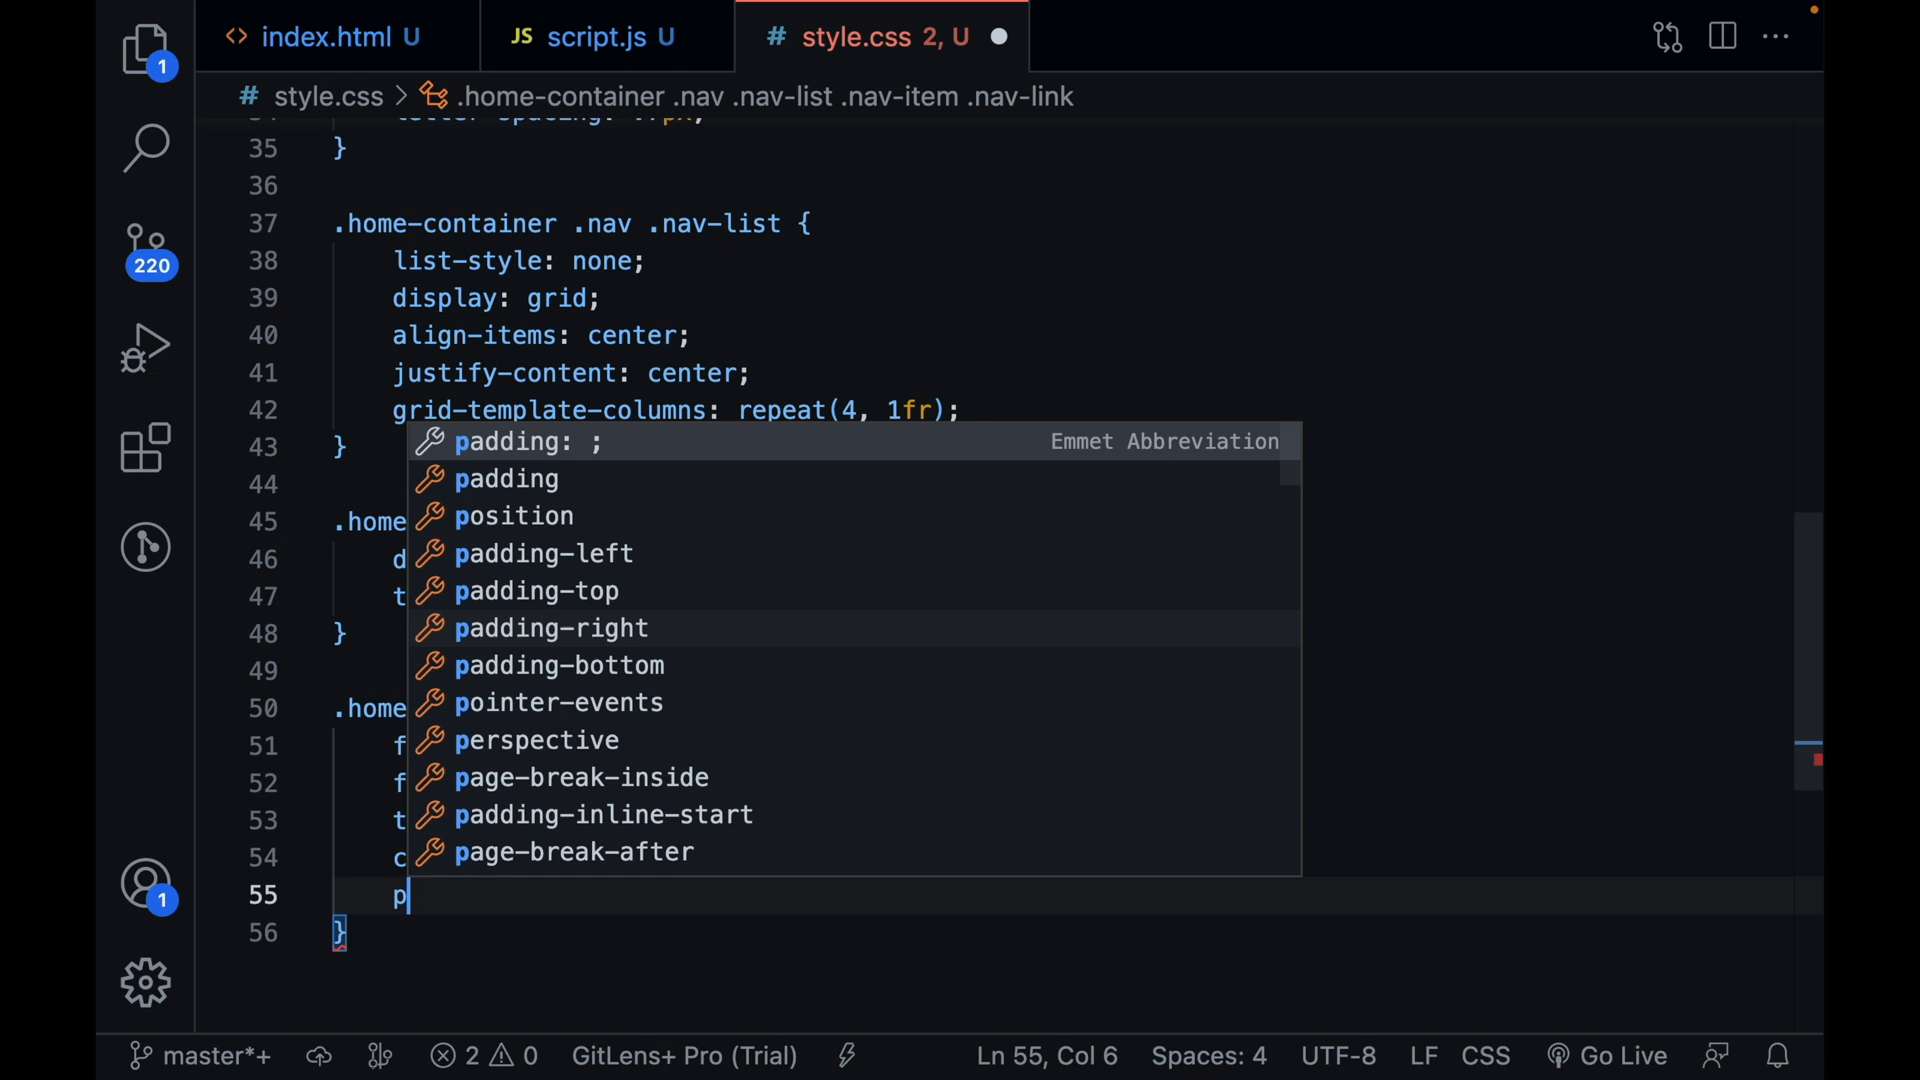 <> index.html U
JS script.js U
# style.css 2, U
1
# style.css > .home-container .nav .nav-list .nav-item .nav-link
35 }
36
37 .home-container .nav .nav-list {
38 list-style: none;
39 display: grid;
40 align-items: center;
41 justify-content: center;
42 grid-template-columns: repeat(4, 1fr);
43 }
44
45 .home
46 d
47 t
48 }
49
50 .home
51 f
52 f
53 t
54 c
55 p
56 }
padding: ; Emmet Abbreviation
padding
position
padding-left
padding-top
padding-right
padding-bottom
pointer-events
perspective
page-break-inside
padding-inline-start
page-break-after
220
1
master*+ 2 0 GitLens+ Pro (Trial) Ln 55, Col 6 Spaces: 4 UTF-8 LF CSS Go Live